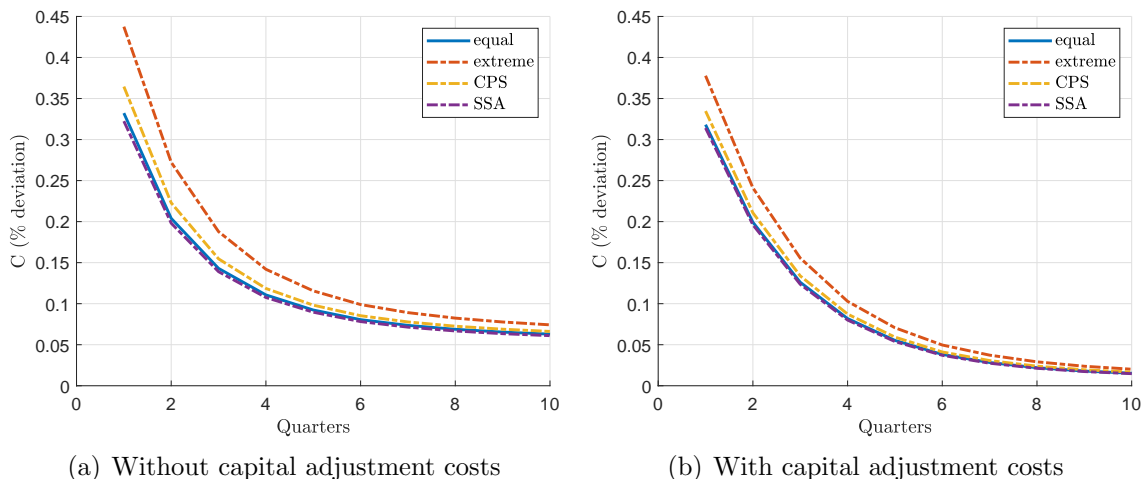 0.45
0.4
0.35
0.3
0.25
0.2
0.15
0.1
0.05
0
C (% deviation)
0 2 4 6 8 10
Quarters
equal
extreme
CPS
SSA
(a) Without capital adjustment costs
0.45
0.4
0.35
0.3
0.25
0.2
0.15
0.1
0.05
0
C (% deviation)
0 2 4 6 8 10
Quarters
equal
extreme
CPS
SSA
(b) With capital adjustment costs